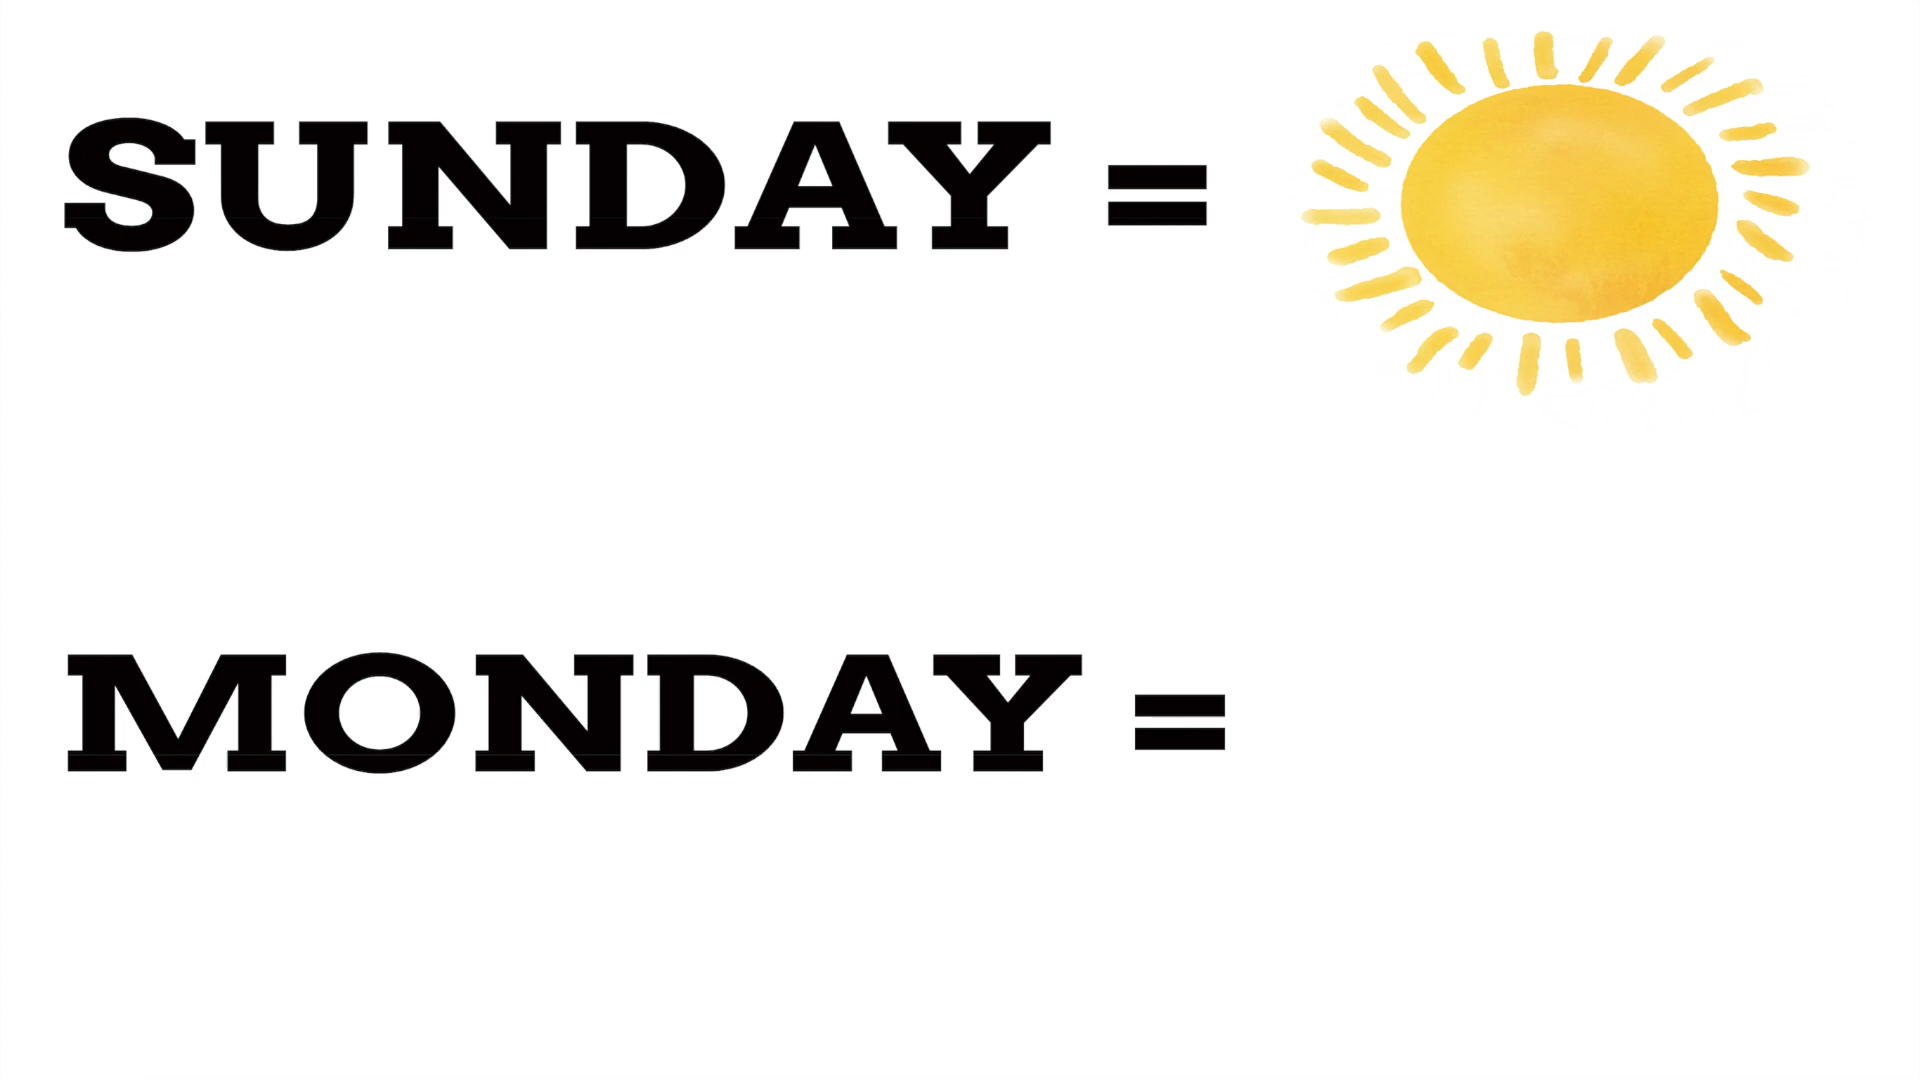 SUNDAY =
MONDAY =